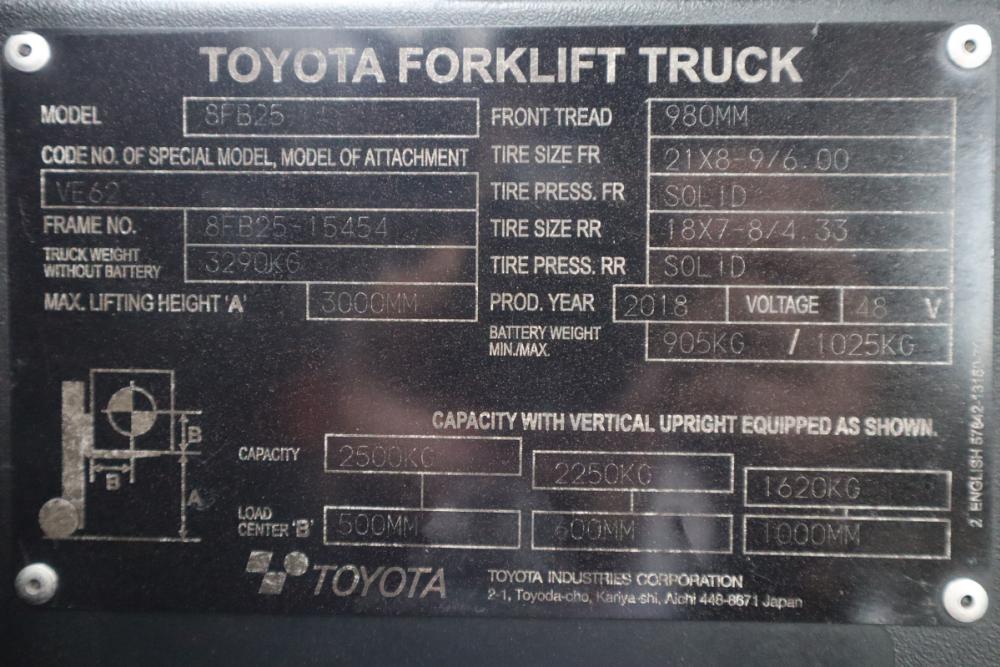 TOYOTA FORKLIFT TRUCK
MODEL 8FB25
CODE NO. OF SPECIAL MODEL, MODEL OF ATTACHMENT
VE62
FRAME NO. 8FB25-15454
TRUCK WEIGHT WITHOUT BATTERY 3290KG
MAX. LIFTING HEIGHT 'A' 3000MM
FRONT TREAD 980MM
TIRE SIZE FR 21X8-9/6.00
TIRE PRESS. FR SOLID
TIRE SIZE RR 18X7-8/4.33
TIRE PRESS. RR SOLID
PROD. YEAR 2018 VOLTAGE 48 V
BATTERY WEIGHT MIN./MAX. 905KG / 1025KG
B
B
A
CAPACITY WITH VERTICAL UPRIGHT EQUIPPED AS SHOWN.
CAPACITY 2500KG 2250KG 1620KG
LOAD CENTER 'B' 500MM 600MM 1000MM
TOYOTA
TOYOTA INDUSTRIES CORPORATION
2-1, Toyoda-cho, Kariya-shi, Aichi 448-8671 Japan
2. ENGLISH